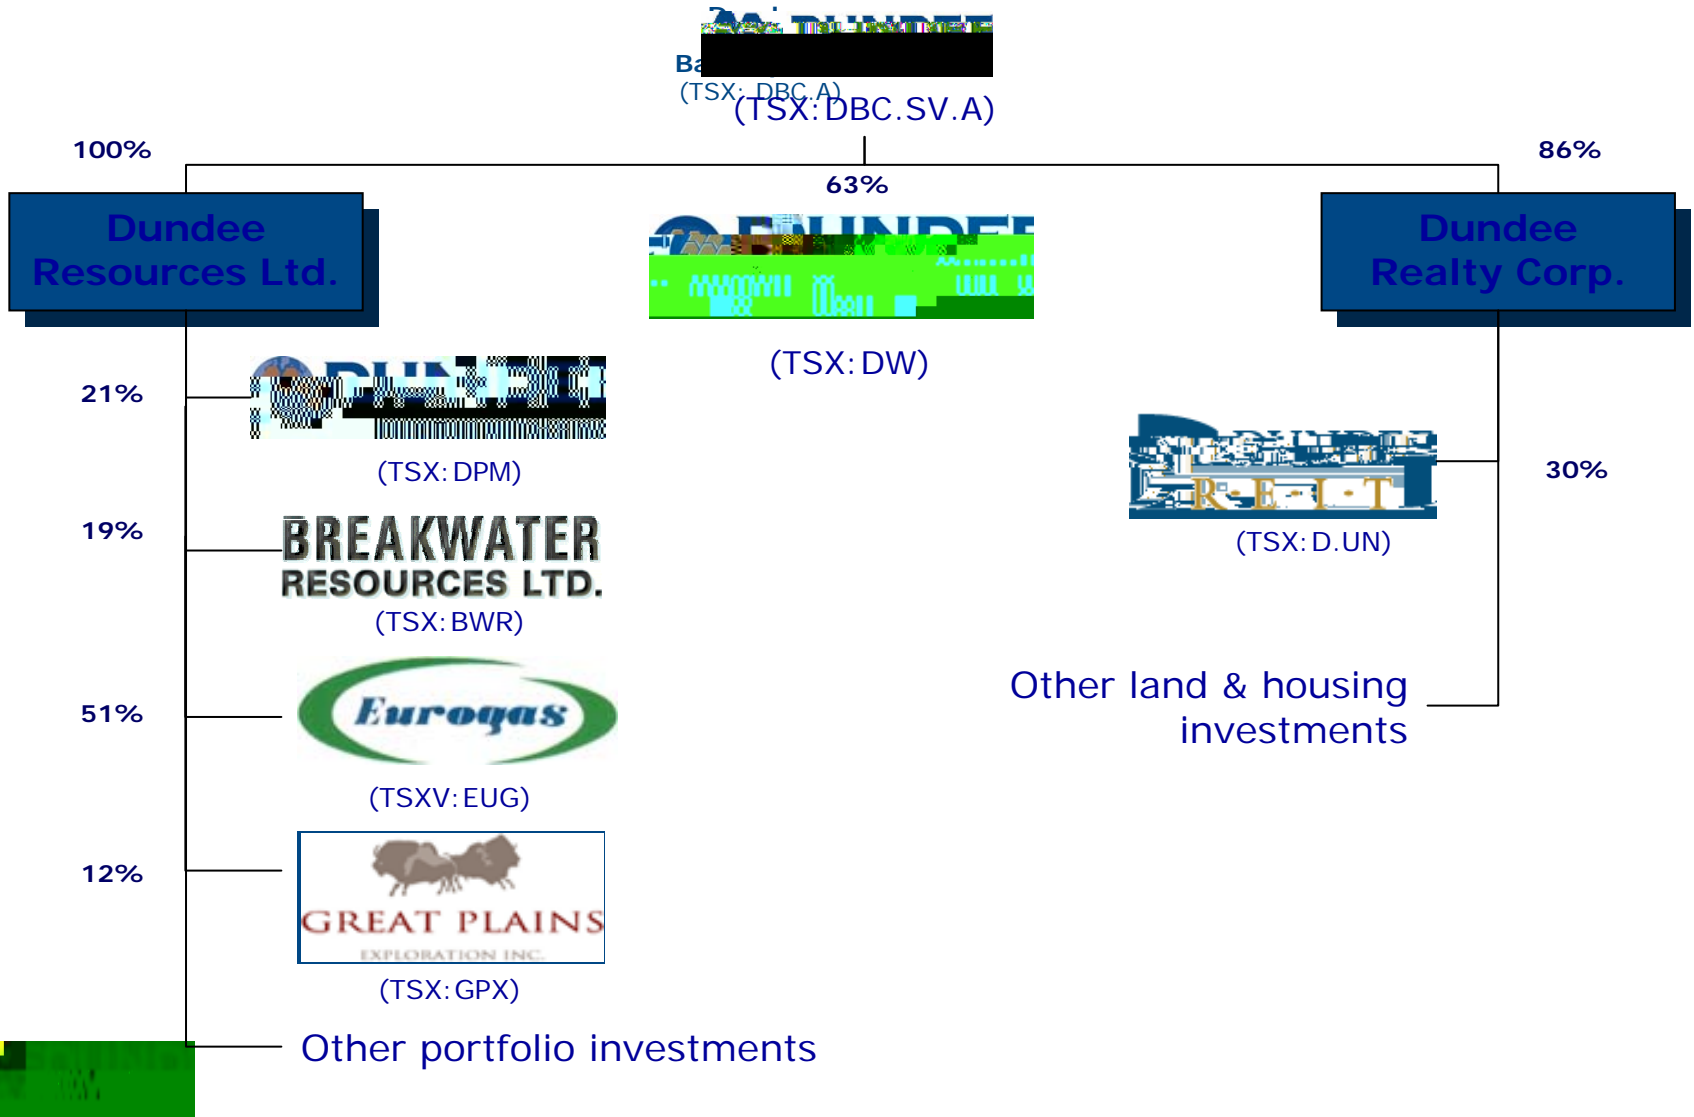 DUNDEE
(TSX: DBC.A)
(TSX: DBC.SV.A)
100%
63%
86%
Dundee
Resources Ltd.
Dundee
Realty Corp.
(TSX: DW)
21%
(TSX: DPM)
19%
BREAKWATER
RESOURCES LTD.
(TSX: BWR)
51%
Eurogas
(TSXV: EUG)
12%
GREAT PLAINS
EXPLORATION INC.
(TSX: GPX)
Other portfolio investments
30%
R·E·I·T
(TSX: D.UN)
Other land & housing
investments